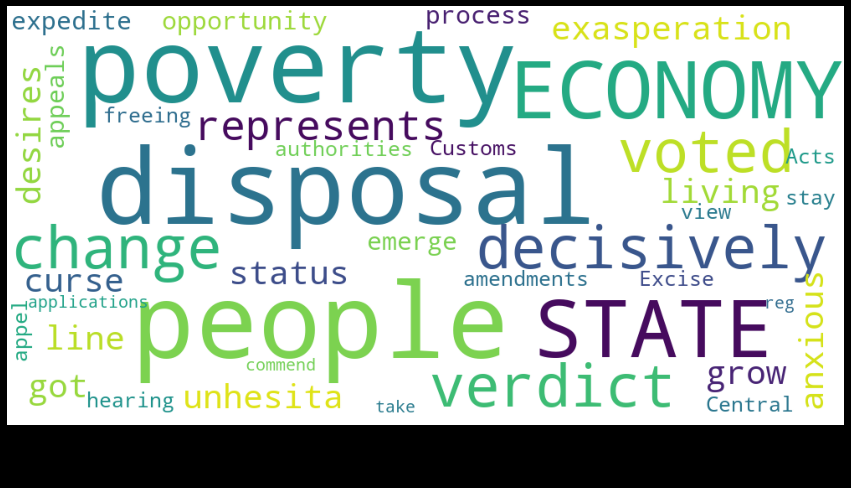 expedite opportunity process exasperation
poverty ECONOMY
desires appeals freeing represents
authorities Customs voted Acts
disposal living stay
view
change emerge decisively
curse status amendments Excise
applications people STATE reg
appel line anxious
commend
got verdict grow
hearing unhesita take Central